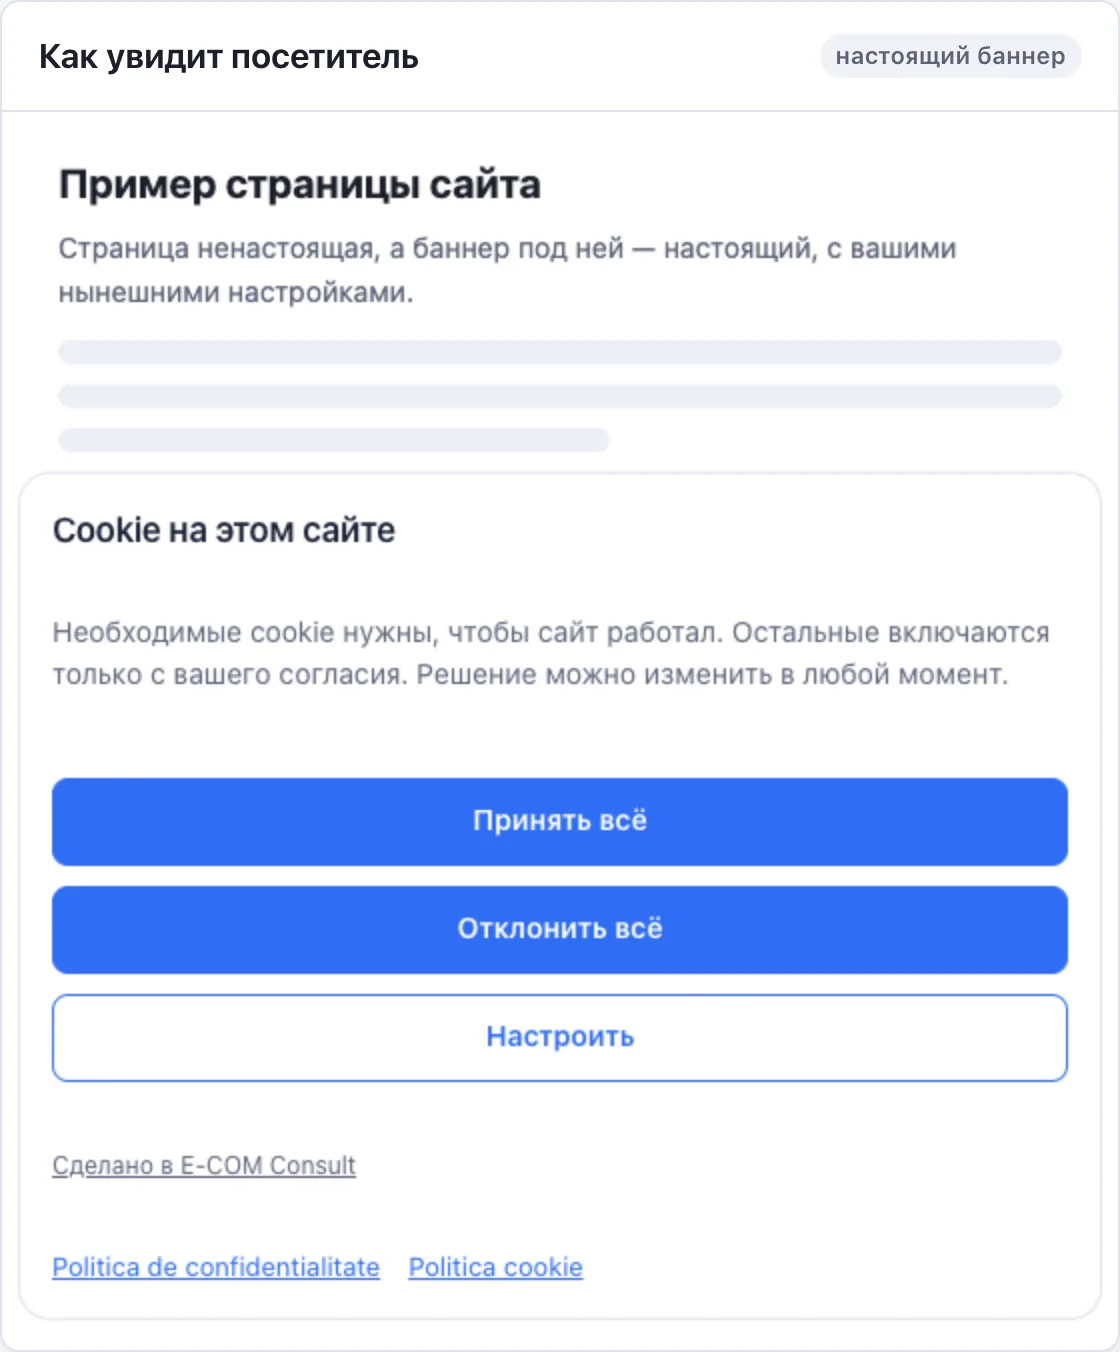 Как увидит посетитель
настоящий баннер
Пример страницы сайта
Страница ненастоящая, а баннер под ней — настоящий, с вашими
нынешними настройками.
Cookie на этом сайте
Необходимые cookie нужны, чтобы сайт работал. Остальные включаются
только с вашего согласия. Решение можно изменить в любой момент.
Принять всё
Отклонить всё
Настроить
Сделано в E-COM Consult
Politica de confidentialitate Politica cookie